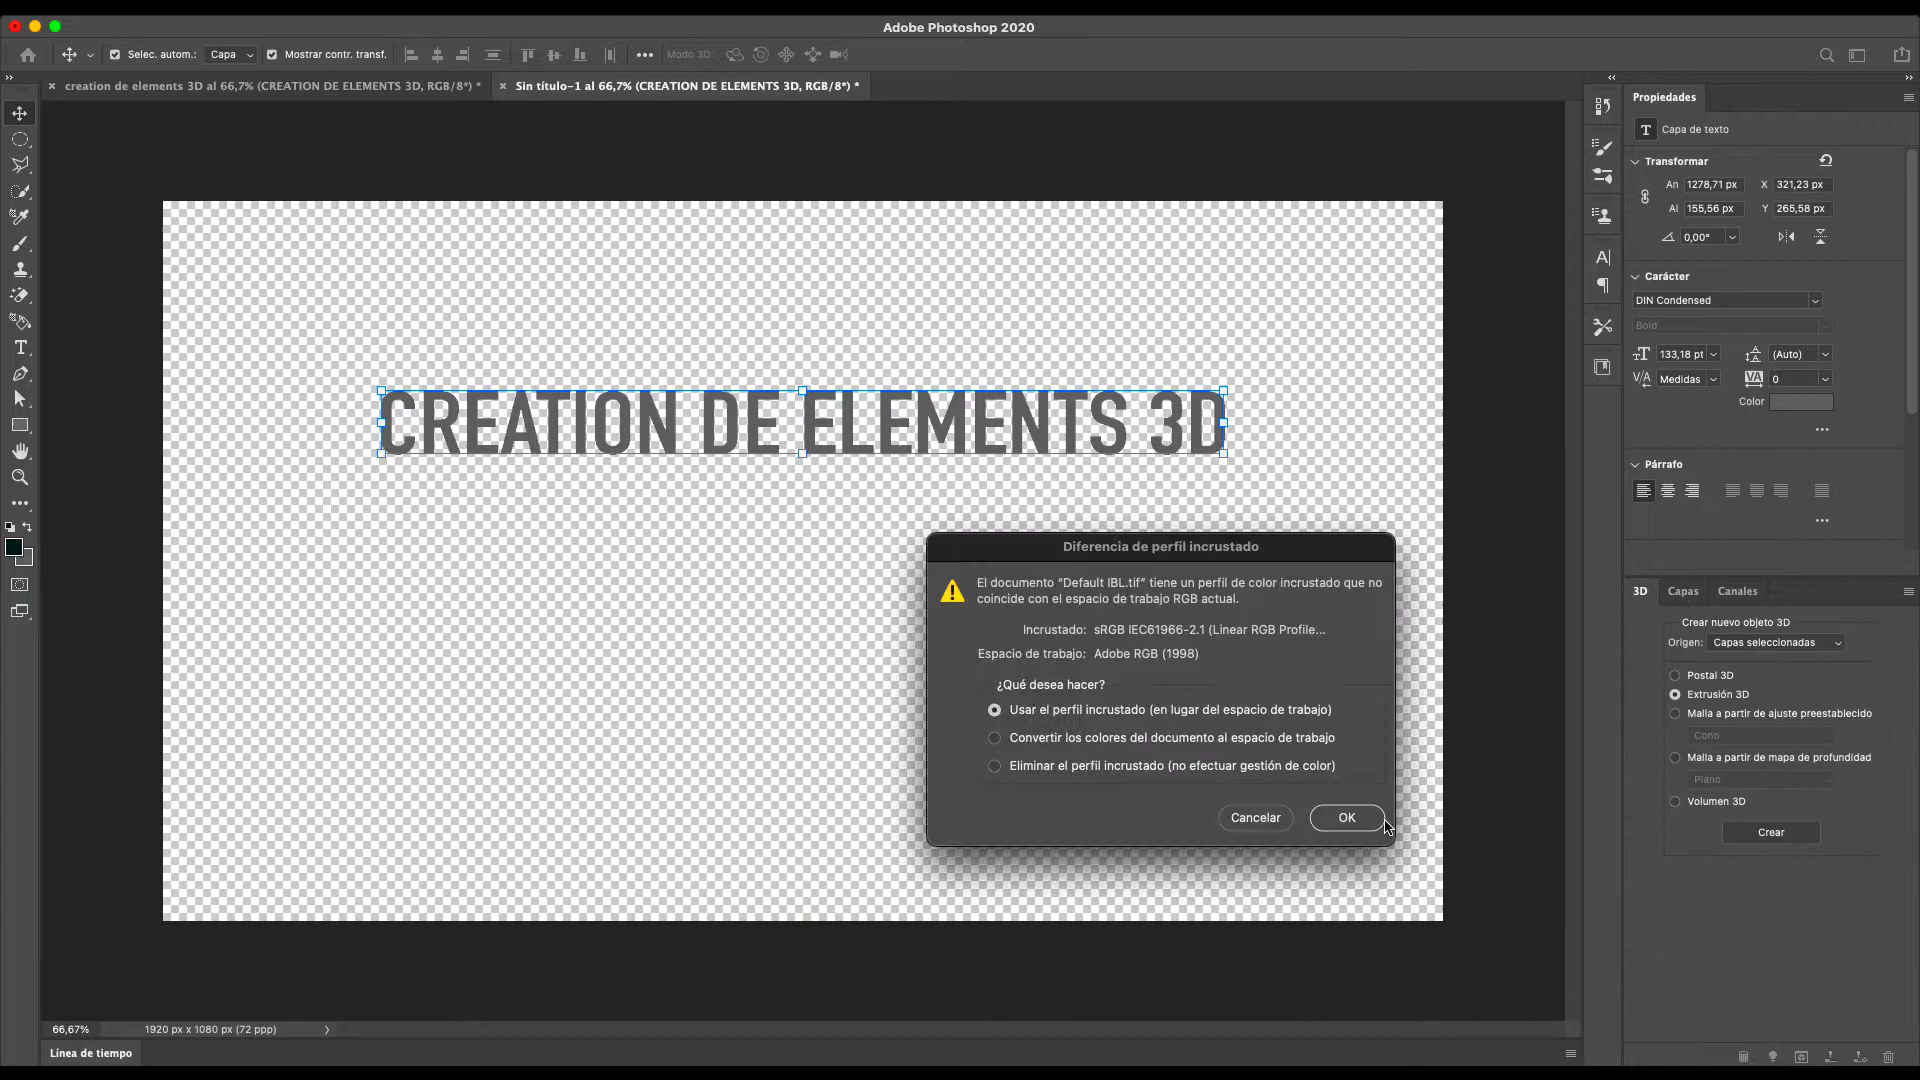 Adobe Photoshop 2020
Selec. autom.: Capa Mostrar contr. transf. Modo 3D:
creation de elements 3D al 66,7% (CREATION DE ELEMENTS 3D, RGB/8*) *
Sin título-1 al 66,7% (CREATION DE ELEMENTS 3D, RGB/8*) *
Propiedades
T Capa de texto
Transformar
An 1278,71 px X 321,23 px
Al 155,56 px Y 265,58 px
0,00°
Carácter
DIN Condensed
Bold
133,18 pt (Auto)
Medidas 0
Color
Párrafo
CREATION DE ELEMENTS 3D
Diferencia de perfil incrustado
El documento “Default IBL.tif” tiene un perfil de color incrustado que no
coincide con el espacio de trabajo RGB actual.
Incrustado: sRGB IEC61966-2.1 (Linear RGB Profile...
Espacio de trabajo: Adobe RGB (1998)
¿Qué desea hacer?
Usar el perfil incrustado (en lugar del espacio de trabajo)
Convertir los colores del documento al espacio de trabajo
Eliminar el perfil incrustado (no efectuar gestión de color)
Cancelar OK
3D Capas Canales
Crear nuevo objeto 3D
Origen: Capas seleccionadas
Postal 3D
Extrusión 3D
Malla a partir de ajuste preestablecido
Cono
Malla a partir de mapa de profundidad
Plano
Volumen 3D
Crear
66,67% 1920 px x 1080 px (72 ppp)
Línea de tiempo